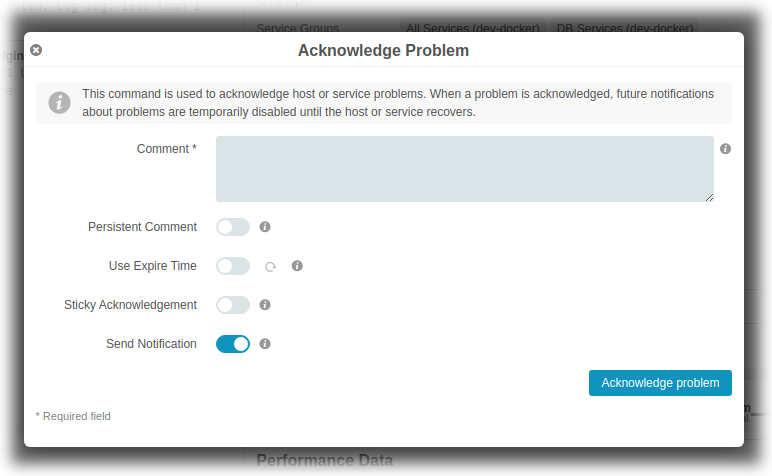 Service Groups
All Services (dev-docker)
DB Services (dev-docker)
Acknowledge Problem
This command is used to acknowledge host or service problems. When a problem is acknowledged, future notifications
about problems are temporarily disabled until the host or service recovers.
Comment *
Persistent Comment
Use Expire Time
Sticky Acknowledgement
Send Notification
Acknowledge problem
* Required field
Performance Data